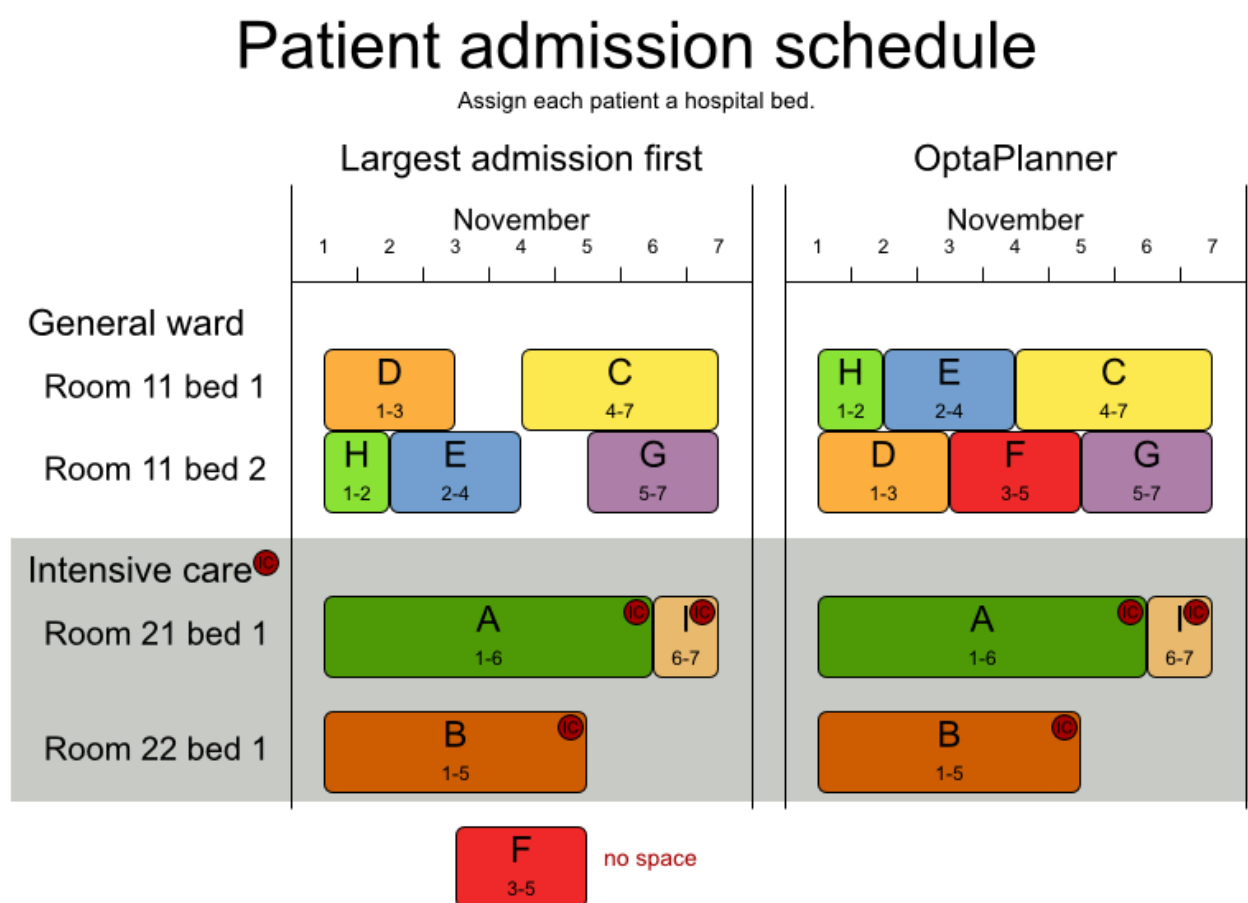 Patient admission schedule
Assign each patient a hospital bed.
Largest admission first
November
1 2 3 4 5 6 7
OptaPlanner
November
1 2 3 4 5 6 7
General ward
Room 11 bed 1
D
1-3
C
4-7
H
1-2
E
2-4
C
4-7
Room 11 bed 2
H
1-2
E
2-4
G
5-7
D
1-3
F
3-5
G
5-7
Intensive care IC
Room 21 bed 1
A IC
1-6
I IC
6-7
A IC
1-6
I IC
6-7
Room 22 bed 1
B IC
1-5
B IC
1-5
F
3-5
no space